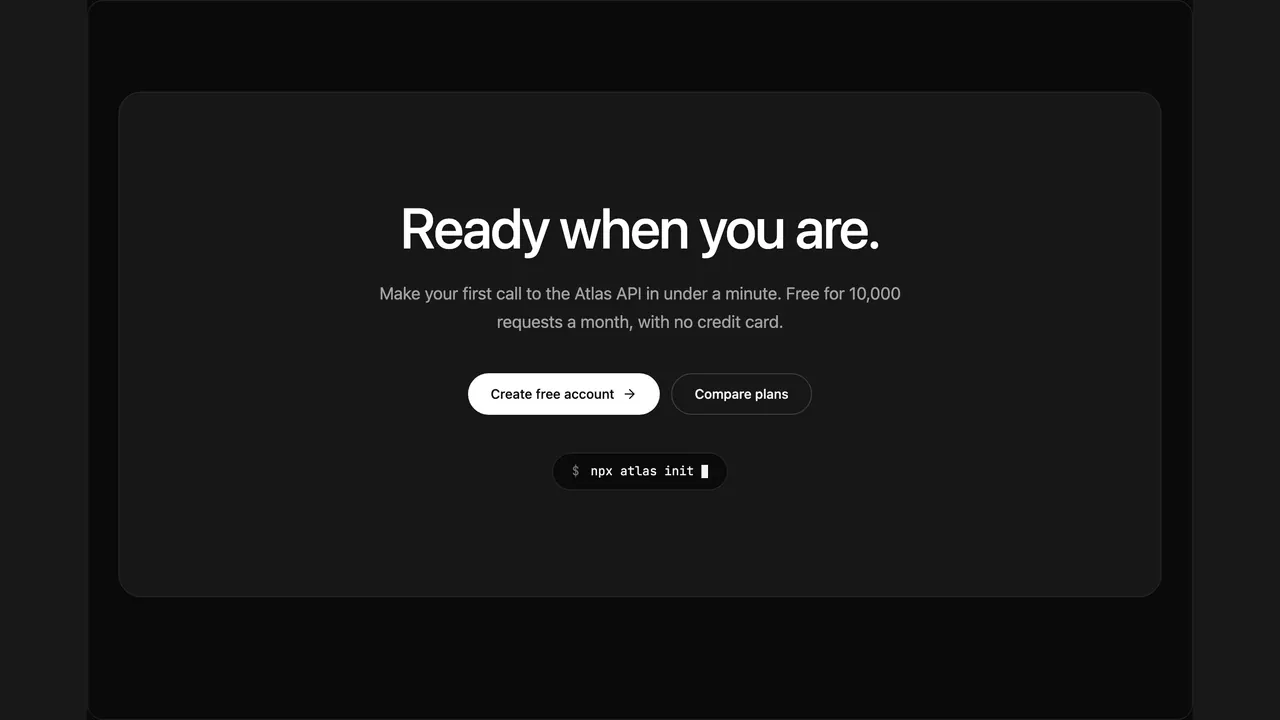 Ready when you are.
Make your first call to the Atlas API in under a minute. Free for 10,000
requests a month, with no credit card.
Create free account →
Compare plans
$ npx atlas init